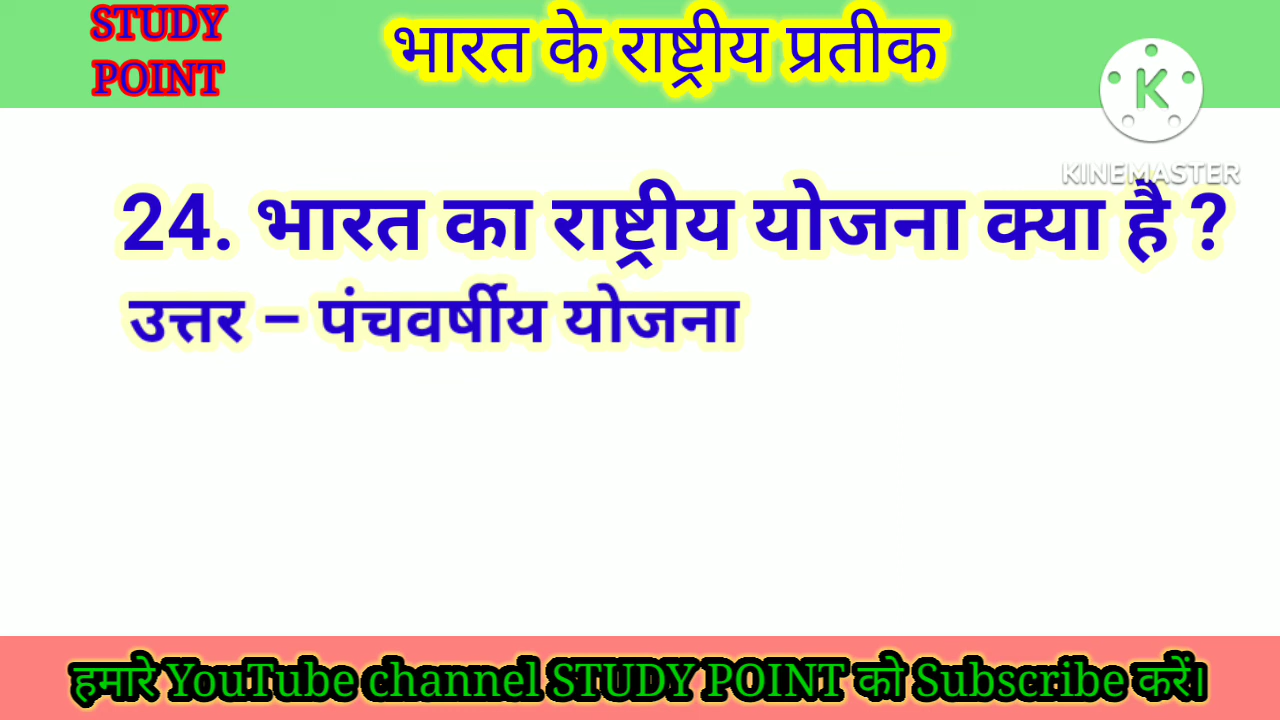 STUDY
POINT
भारत के राष्ट्रीय प्रतीक
K
KINEMASTER
24. भारत का राष्ट्रीय योजना क्या है ?
उत्तर – पंचवर्षीय योजना
हमारे YouTube channel STUDY POINT को Subscribe करें।